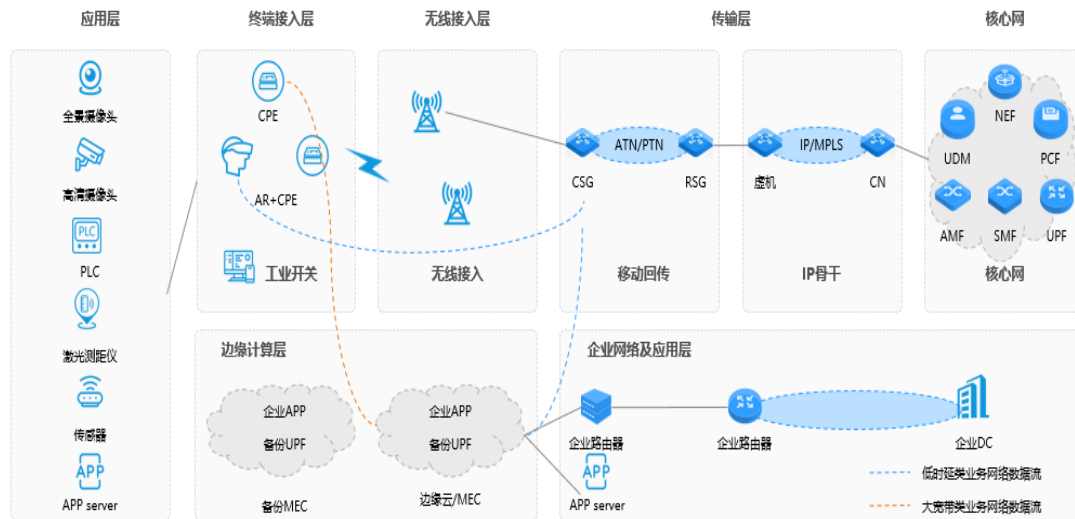 应用层
终端接入层
无线接入层
传输层
核心网
全景摄像头
高清摄像头
PLC
PLC
激光测距仪
传感器
APP
APP server
CPE
AR+CPE
工业开关
无线接入
CSG
ATN/PTN
RSG
移动回传
虚机
IP/MPLS
CN
IP骨干
NEF
UDM
PCF
AMF
SMF
UPF
核心网
边缘计算层
企业APP
备份UPF
备份MEC
企业APP
备份UPF
边缘云/MEC
企业网络及应用层
企业路由器
企业路由器
企业DC
APP
APP server
低时延类业务网络数据流
大宽带类业务网络数据流